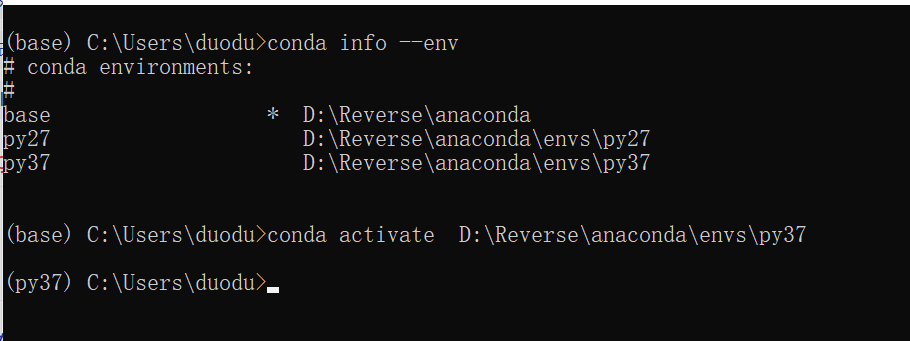 (base) C:\Users\duodu>conda info --env
# conda environments:
#
base                  *  D:\Reverse\anaconda
py27                     D:\Reverse\anaconda\envs\py27
py37                     D:\Reverse\anaconda\envs\py37
(base) C:\Users\duodu>conda activate  D:\Reverse\anaconda\envs\py37
(py37) C:\Users\duodu>